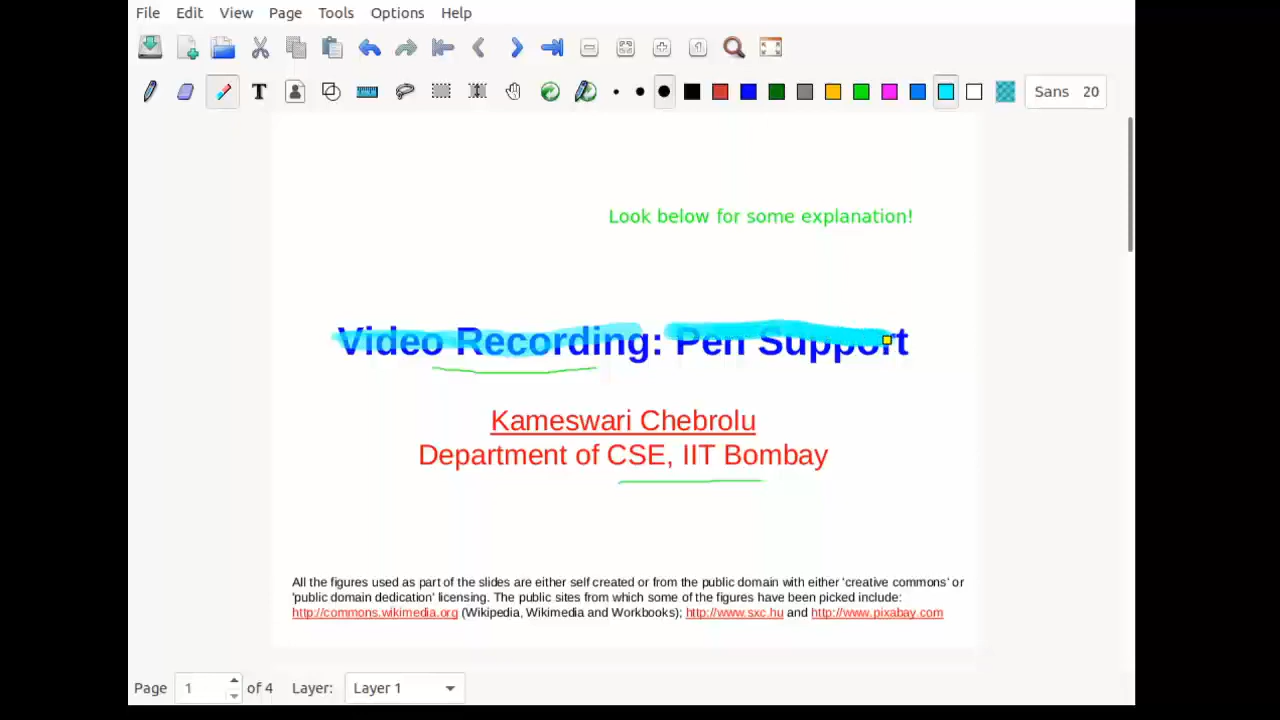 File Edit View Page Tools Options Help
T Sans 20
Look below for some explanation!
Video Recording: Pen Support
Kameswari Chebrolu
Department of CSE, IIT Bombay
All the figures used as part of the slides are either self created or from the public domain with either 'creative commons' or
'public domain dedication' licensing. The public sites from which some of the figures have been picked include:
http://commons.wikimedia.org (Wikipedia, Wikimedia and Workbooks); http://www.sxc.hu and http://www.pixabay.com
Page 1 of 4 Layer: Layer 1